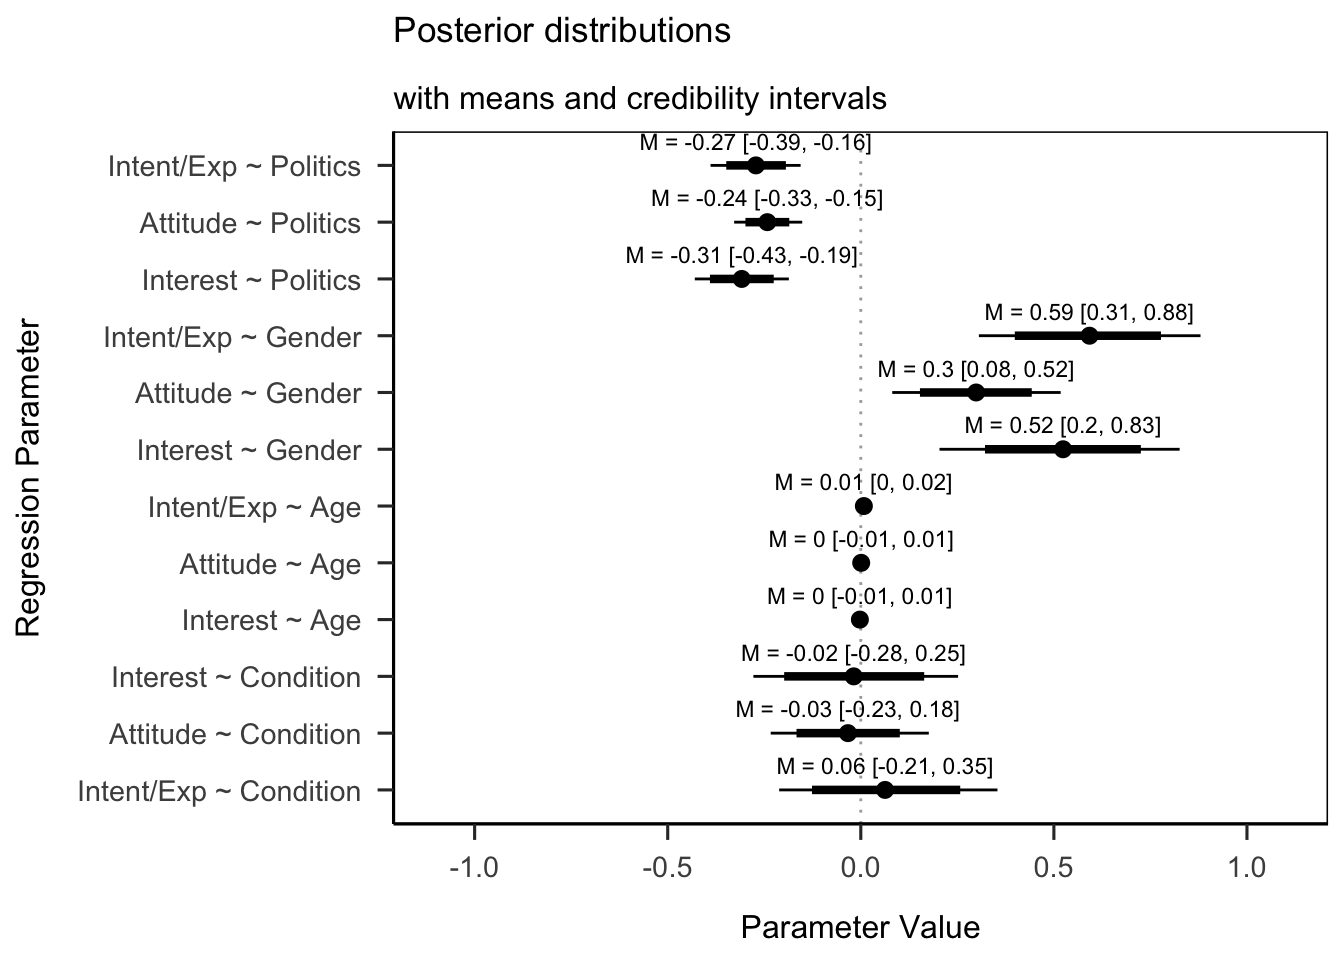 Posterior distributions
with means and credibility intervals
Regression Parameter
Intent/Exp ~ Politics
M = -0.27 [-0.39, -0.16]
Attitude ~ Politics
M = -0.24 [-0.33, -0.15]
Interest ~ Politics
M = -0.31 [-0.43, -0.19]
Intent/Exp ~ Gender
M = 0.59 [0.31, 0.88]
Attitude ~ Gender
M = 0.3 [0.08, 0.52]
Interest ~ Gender
M = 0.52 [0.2, 0.83]
Intent/Exp ~ Age
M = 0.01 [0, 0.02]
Attitude ~ Age
M = 0 [-0.01, 0.01]
Interest ~ Age
M = 0 [-0.01, 0.01]
Interest ~ Condition
M = -0.02 [-0.28, 0.25]
Attitude ~ Condition
M = -0.03 [-0.23, 0.18]
Intent/Exp ~ Condition
M = 0.06 [-0.21, 0.35]
-1.0 -0.5 0.0 0.5 1.0
Parameter Value